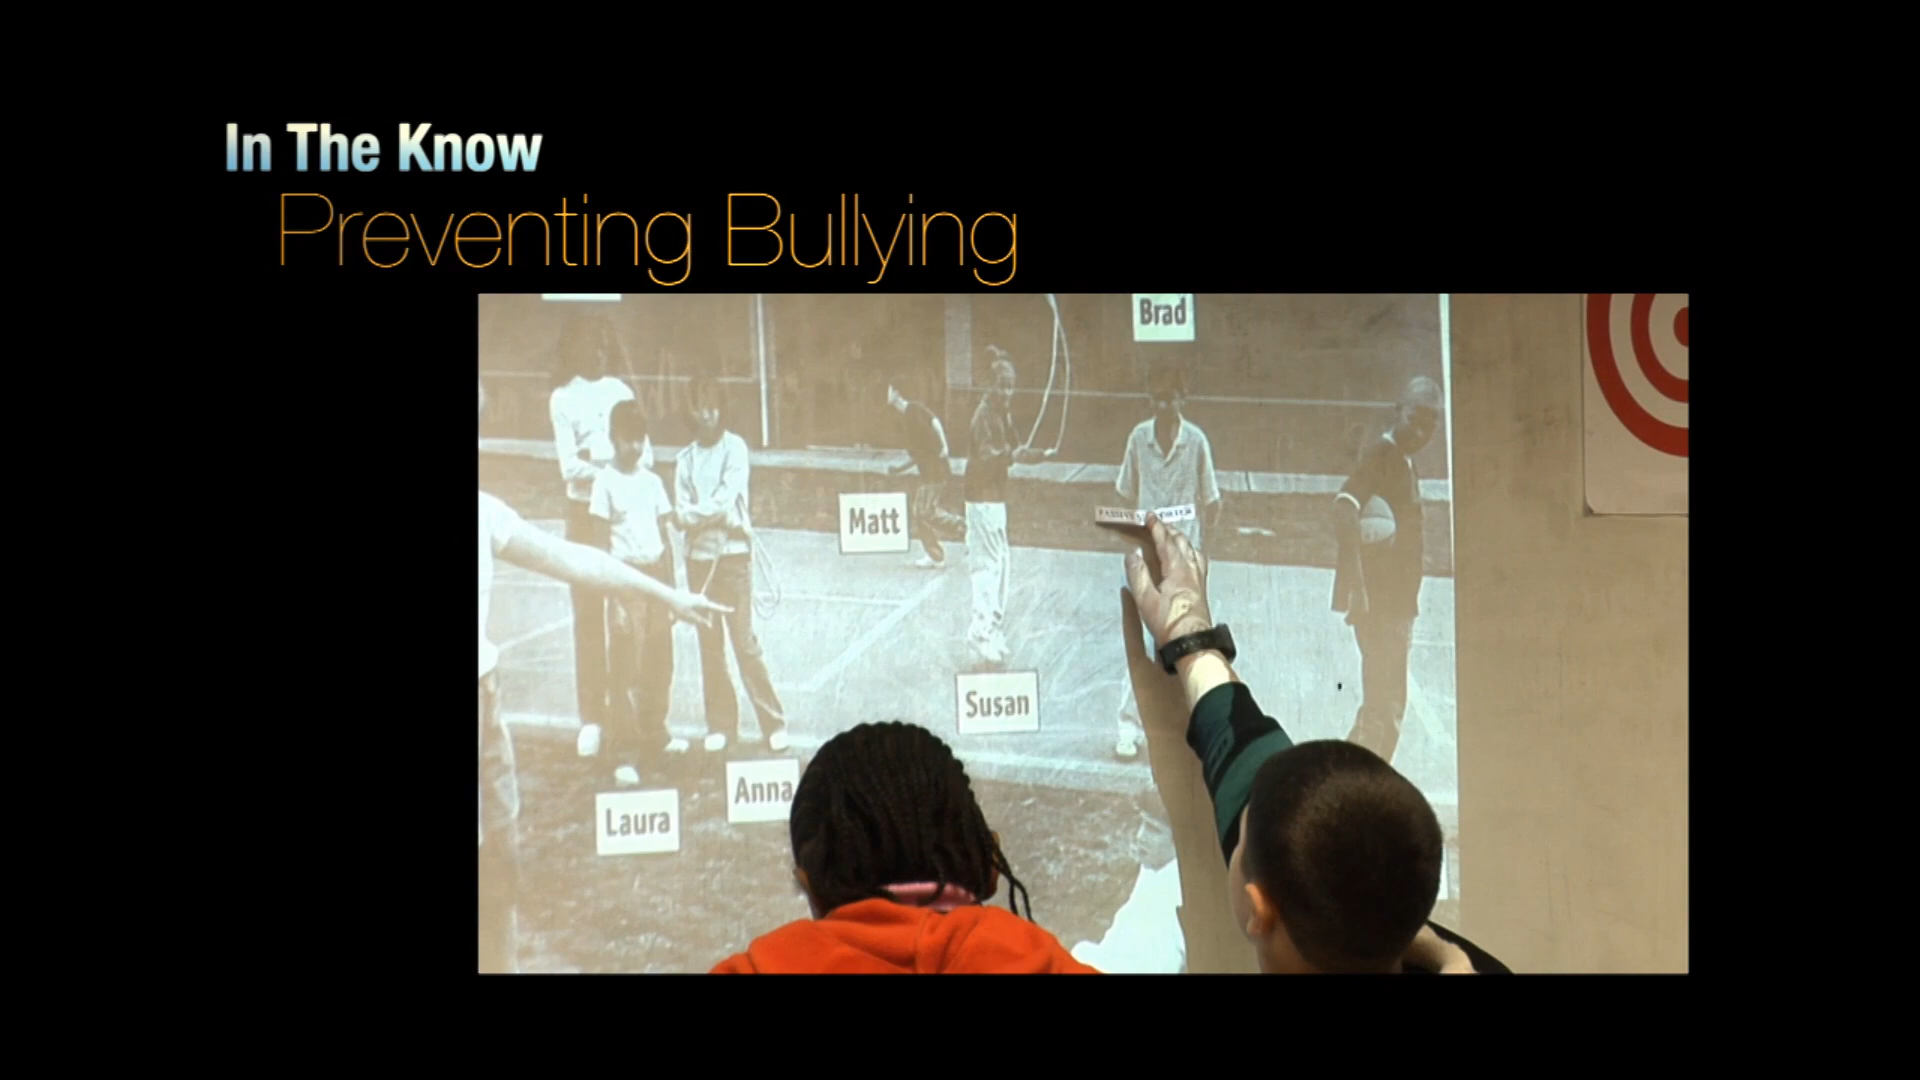 In The Know
Preventing Bullying
Brad
Matt
Susan
Anna
Laura